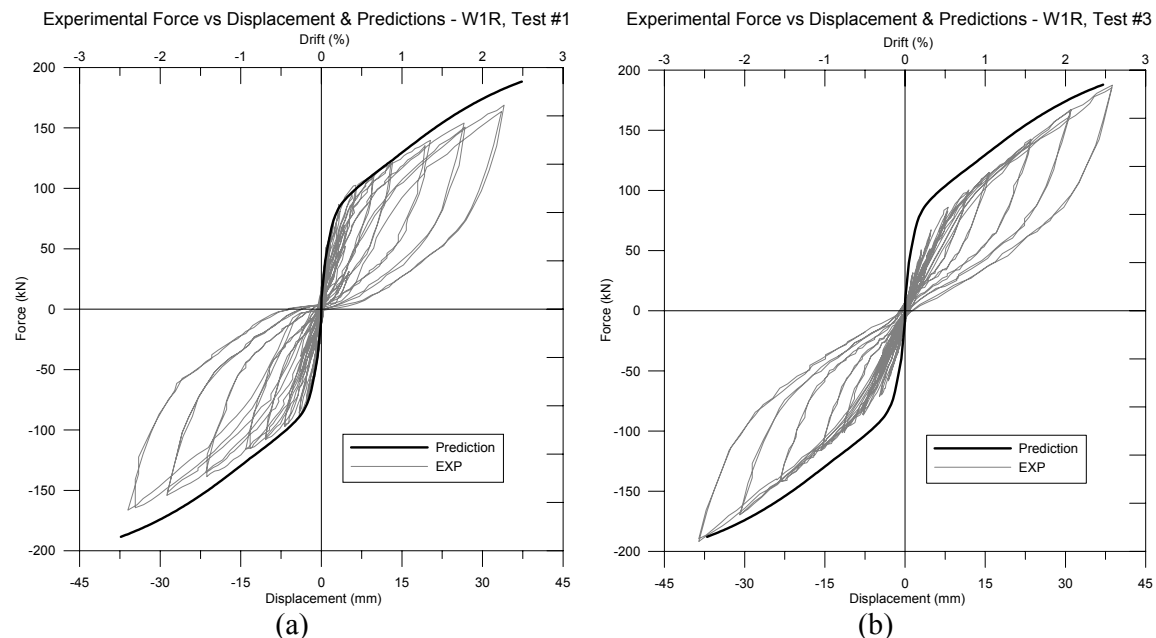 Experimental Force vs Displacement & Predictions - W1R, Test #1
Drift (%)
-3 -2 -1 0 1 2 3
200
150
100
50
0
-50
-100
-150
-200
Force (kN)
Prediction
EXP
-45 -30 -15 0 15 30 45
Displacement (mm)
(a)
Experimental Force vs Displacement & Predictions - W1R, Test #3
Drift (%)
-3 -2 -1 0 1 2 3
200
150
100
50
0
-50
-100
-150
-200
Force (kN)
Prediction
EXP
-45 -30 -15 0 15 30 45
Displacement (mm)
(b)